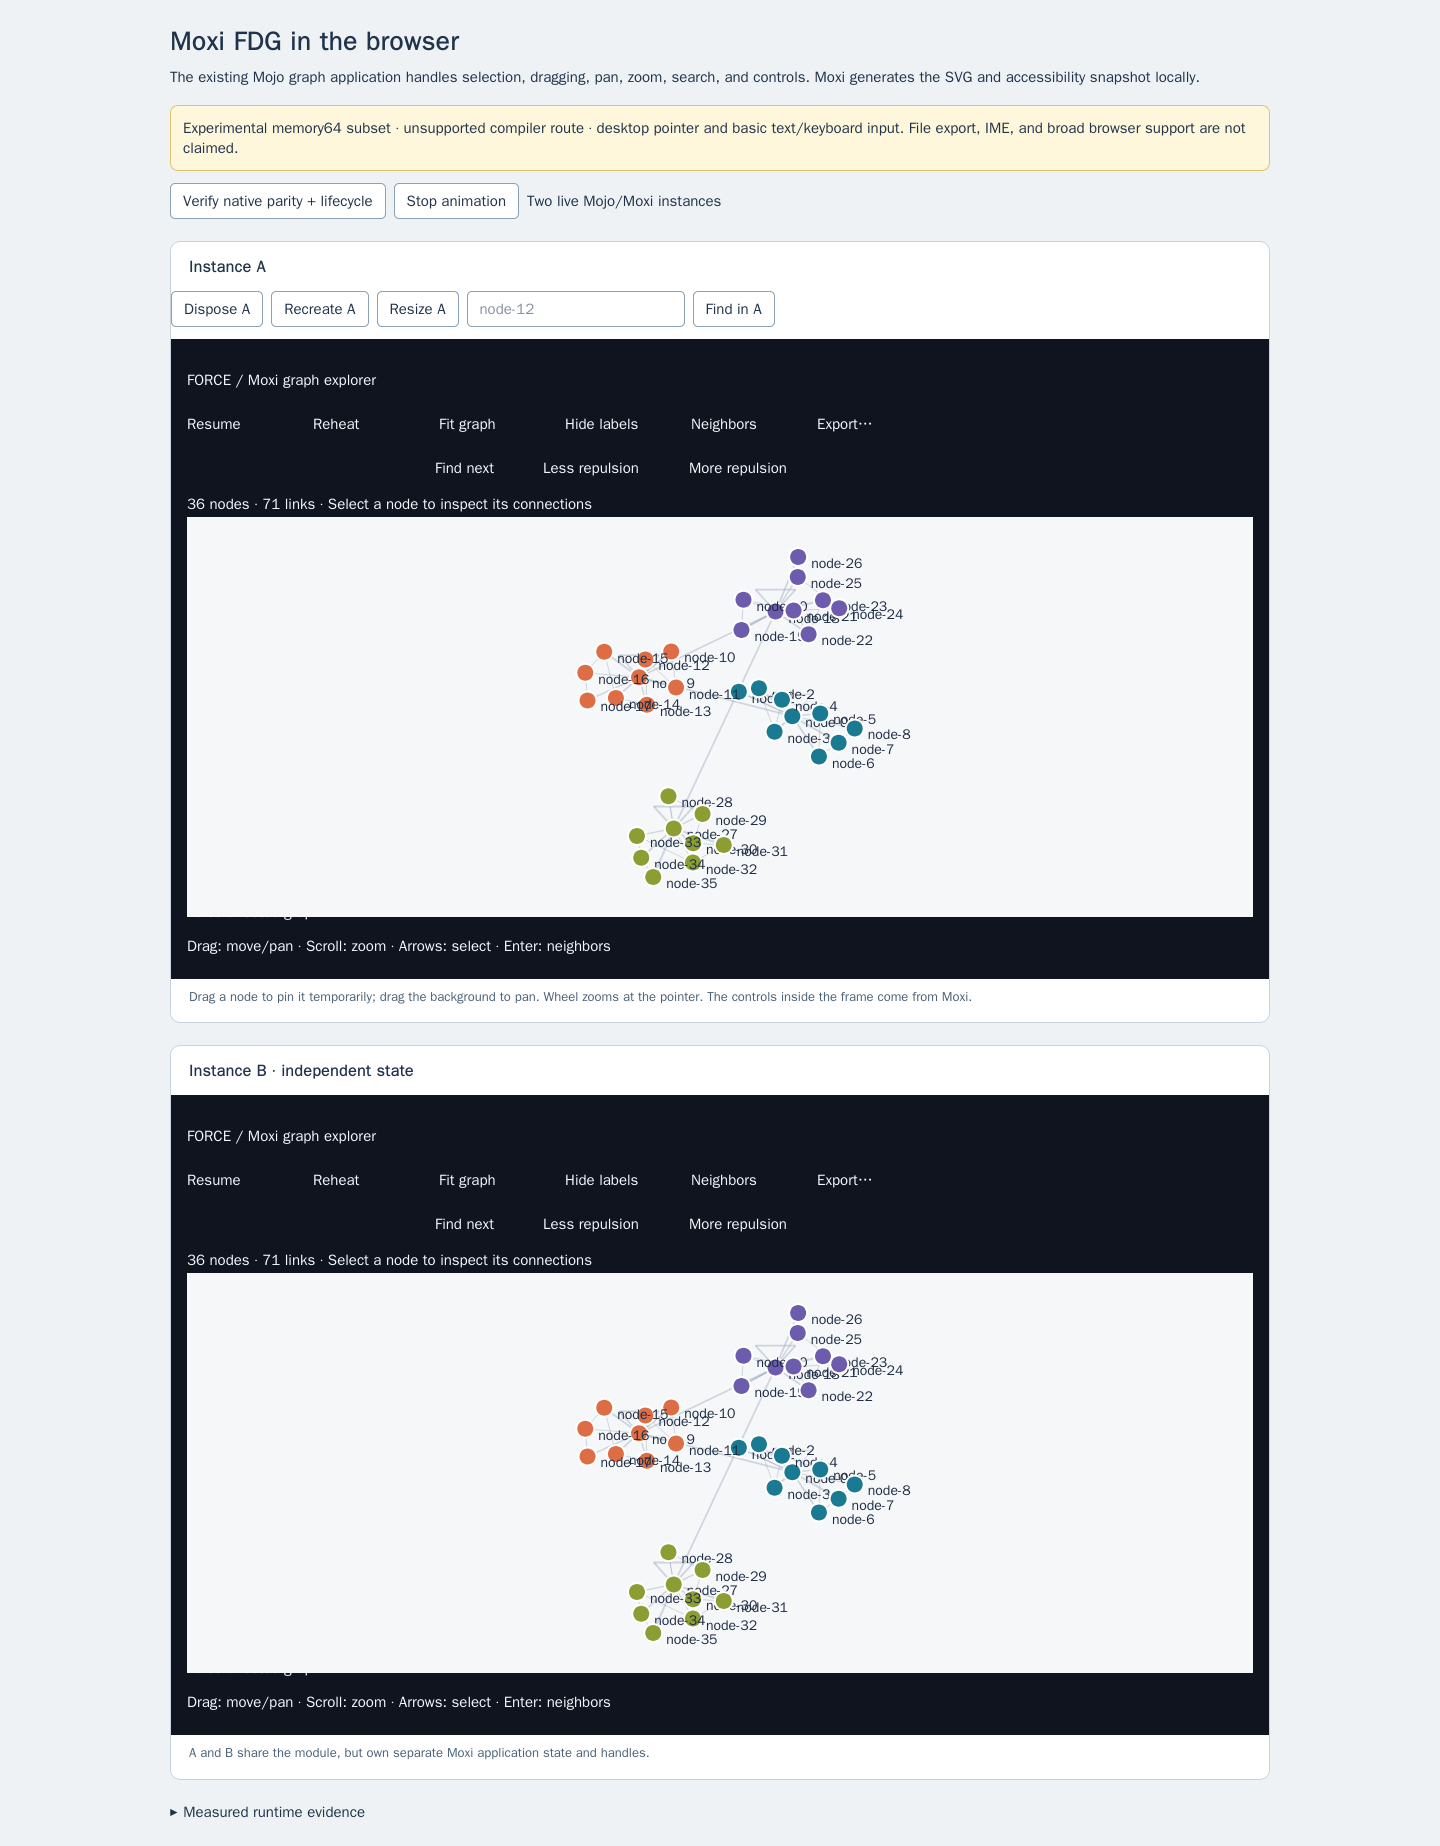 Moxi FDG in the browser
The existing Mojo graph application handles selection, dragging, pan, zoom, search, and controls. Moxi generates the SVG and accessibility snapshot locally.
Experimental memory64 subset · unsupported compiler route · desktop pointer and basic text/keyboard input. File export, IME, and broad browser support are not
claimed.
Verify native parity + lifecycle Stop animation Two live Mojo/Moxi instances
Instance A
Dispose A Recreate A Resize A node-12 Find in A
FORCE / Moxi graph explorer
Resume Reheat Fit graph Hide labels Neighbors Export···
Find next Less repulsion More repulsion
36 nodes · 71 links · Select a node to inspect its connections
node-26
node-25
node-24
node-22
node-15
node-10
node-12
node-16
node-11
node-14
node-13
node-8
node-7
node-6
node-28
node-29
node-27
node-33
node-31
node-34
node-32
node-35
Drag: move/pan · Scroll: zoom · Arrows: select · Enter: neighbors
Drag a node to pin it temporarily; drag the background to pan. Wheel zooms at the pointer. The controls inside the frame come from Moxi.
Instance B · independent state
FORCE / Moxi graph explorer
Resume Reheat Fit graph Hide labels Neighbors Export···
Find next Less repulsion More repulsion
36 nodes · 71 links · Select a node to inspect its connections
node-26
node-25
node-24
node-22
node-15
node-10
node-12
node-16
node-11
node-14
node-13
node-8
node-7
node-6
node-28
node-29
node-27
node-33
node-31
node-34
node-32
node-35
Drag: move/pan · Scroll: zoom · Arrows: select · Enter: neighbors
A and B share the module, but own separate Moxi application state and handles.
▸ Measured runtime evidence